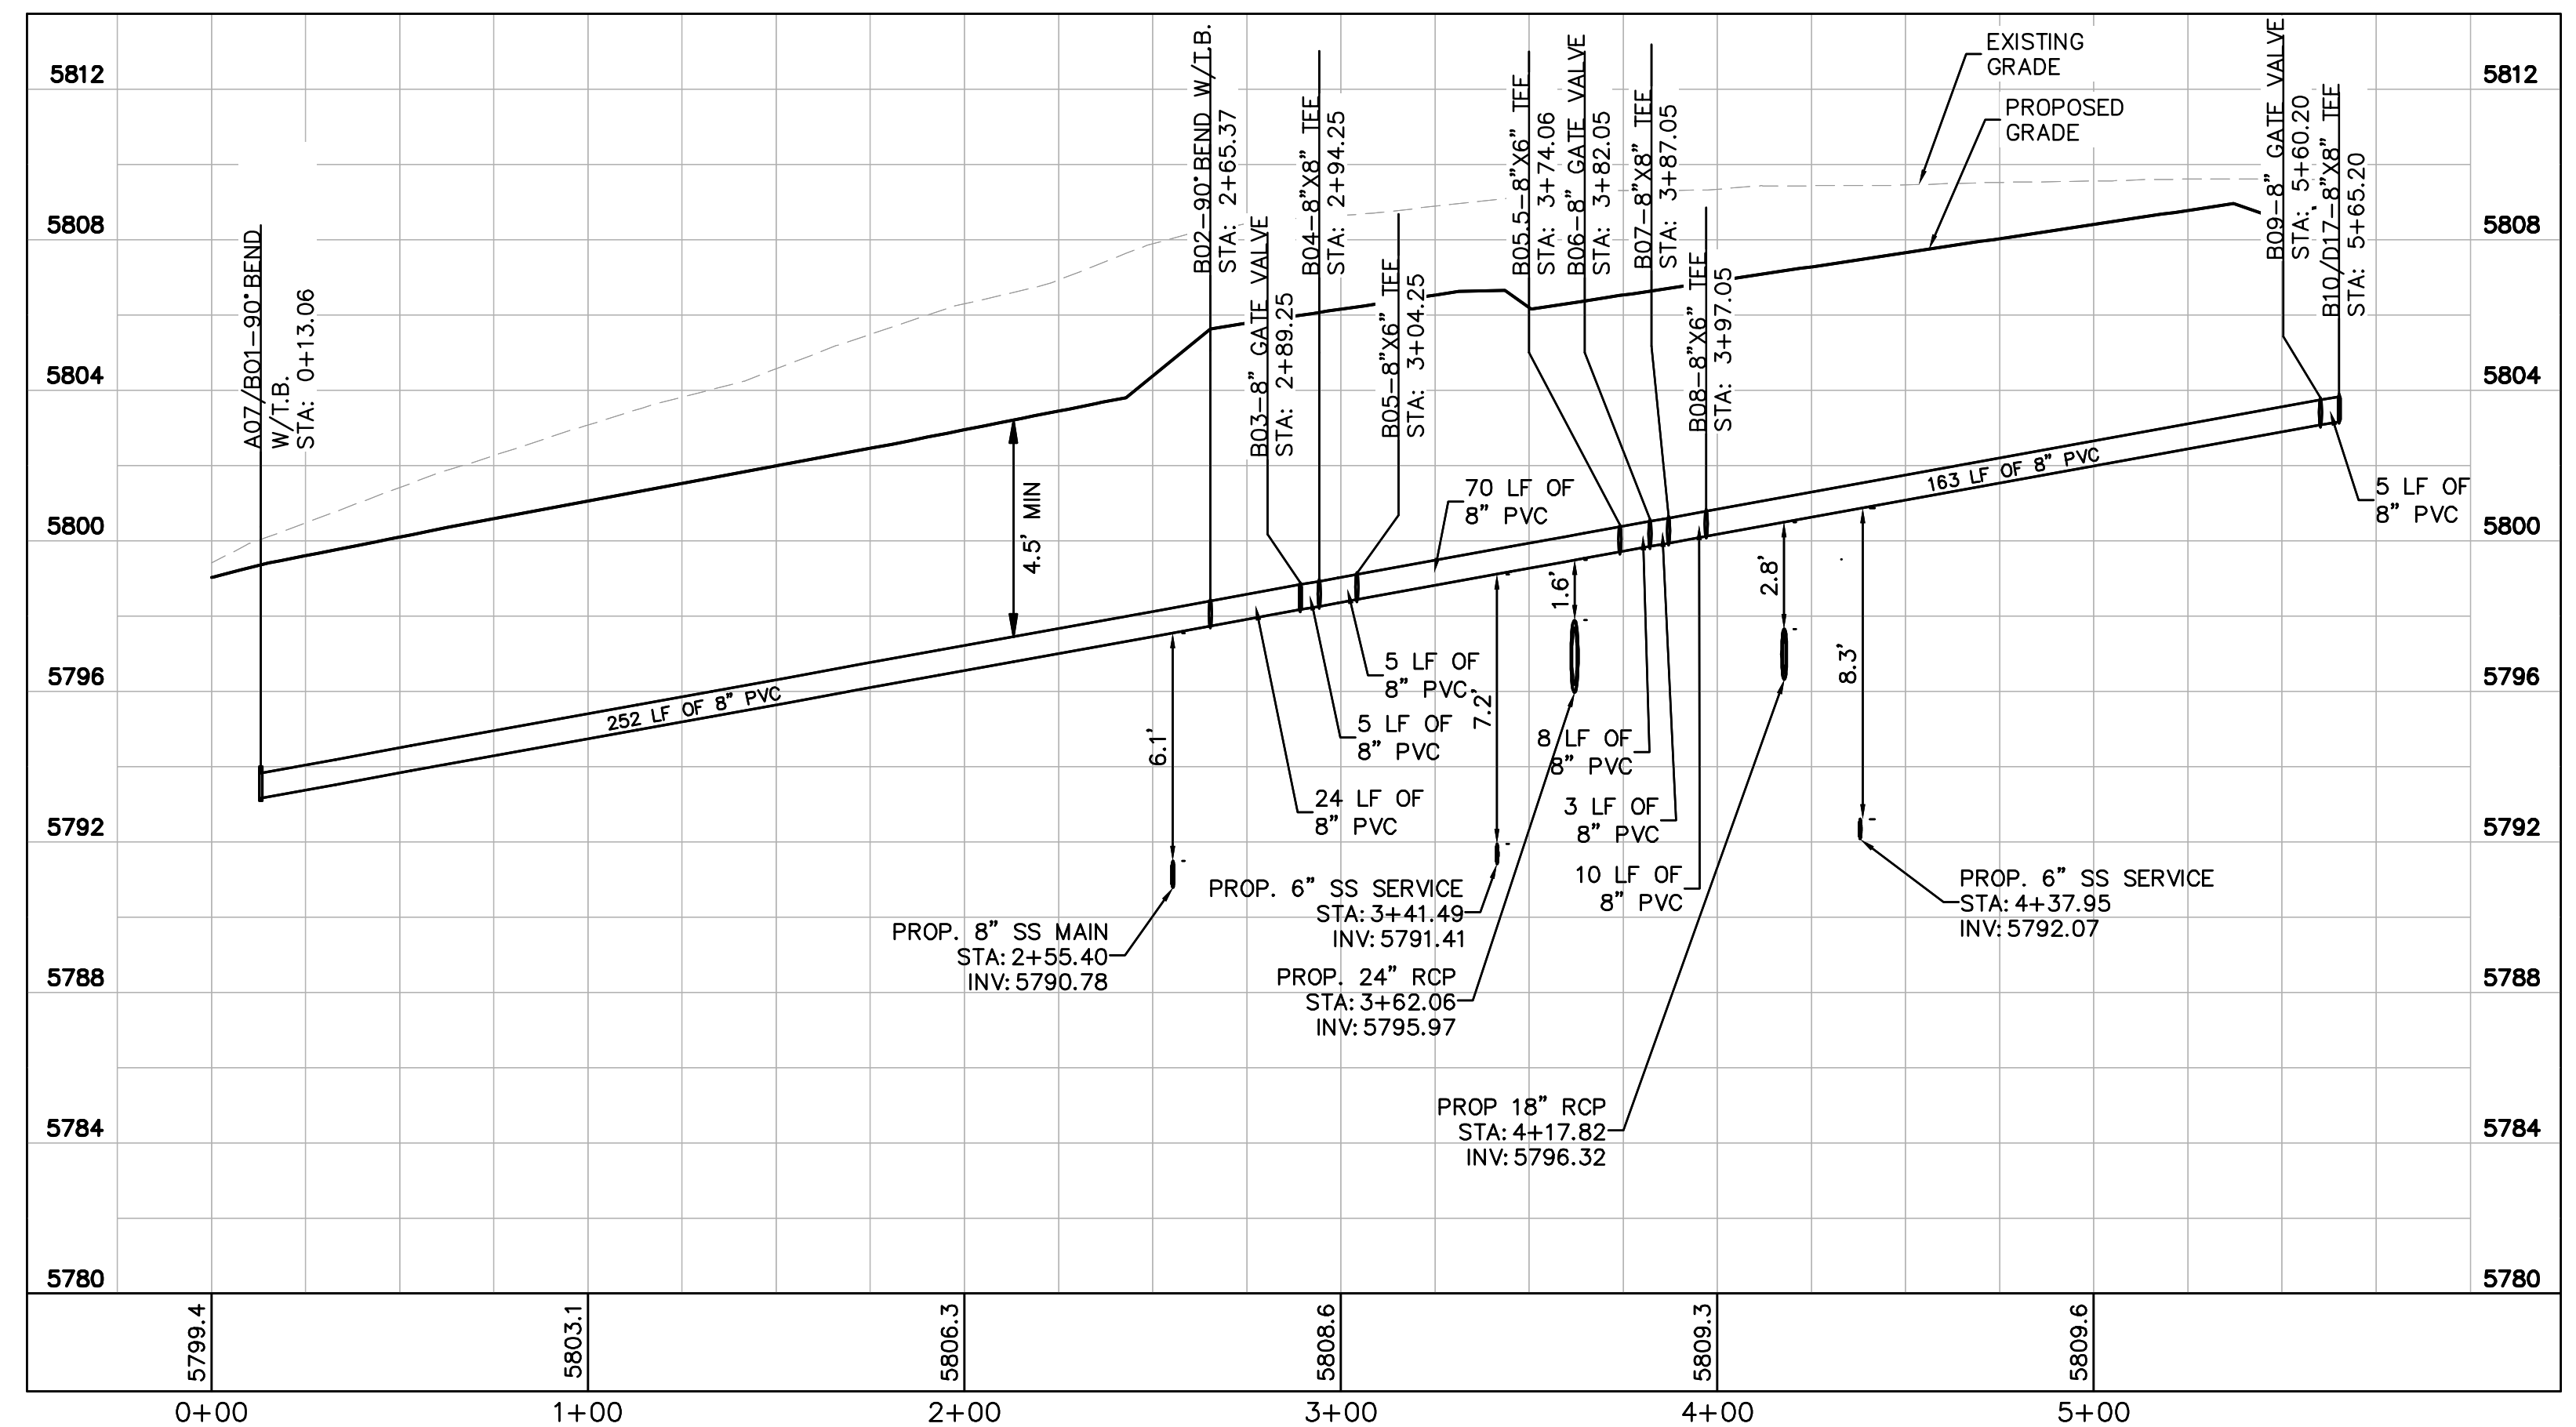 EXISTING
GRADE
PROPOSED
GRADE
5812
5808
5804
5800
5796
5792
5788
5784
5780
5812
5808
5804
5800
5796
5792
5788
5784
5780
A07/B01-90° BEND
W/T.B.
STA: 0+13.06
B02-90° BEND W/T.B.
STA: 2+65.37
B03-8" GATE VALVE
STA: 2+89.25
B04-8"X8" TEE
STA: 2+94.25
B05-8"X6" TEE
STA: 3+04.25
B05.5-8"X6" TEE
STA: 3+74.06
B06-8" GATE VALVE
STA: 3+82.05
B07-8"X8" TEE
STA: 3+87.05
B08-8"X6" TEE
STA: 3+97.05
B09-8" GATE VALVE
STA: 5+60.20
B10/D17-8"X8" TEE
STA: 5+65.20
4.5' MIN
252 LF OF 8" PVC
70 LF OF
8" PVC
163 LF OF 8" PVC
5 LF OF
8" PVC
5 LF OF
8" PVC
5 LF OF
8" PVC
24 LF OF
8" PVC
8 LF OF
8" PVC
3 LF OF
8" PVC
10 LF OF
8" PVC
6.1'
7.2'
1.6'
2.8'
8.3'
PROP. 8" SS MAIN
STA: 2+55.40
INV: 5790.78
PROP. 6" SS SERVICE
STA: 3+41.49
INV: 5791.41
PROP. 24" RCP
STA: 3+62.06
INV: 5795.97
PROP 18" RCP
STA: 4+17.82
INV: 5796.32
PROP. 6" SS SERVICE
STA: 4+37.95
INV: 5792.07
5799.4
5803.1
5806.3
5808.6
5809.3
5809.6
0+00
1+00
2+00
3+00
4+00
5+00